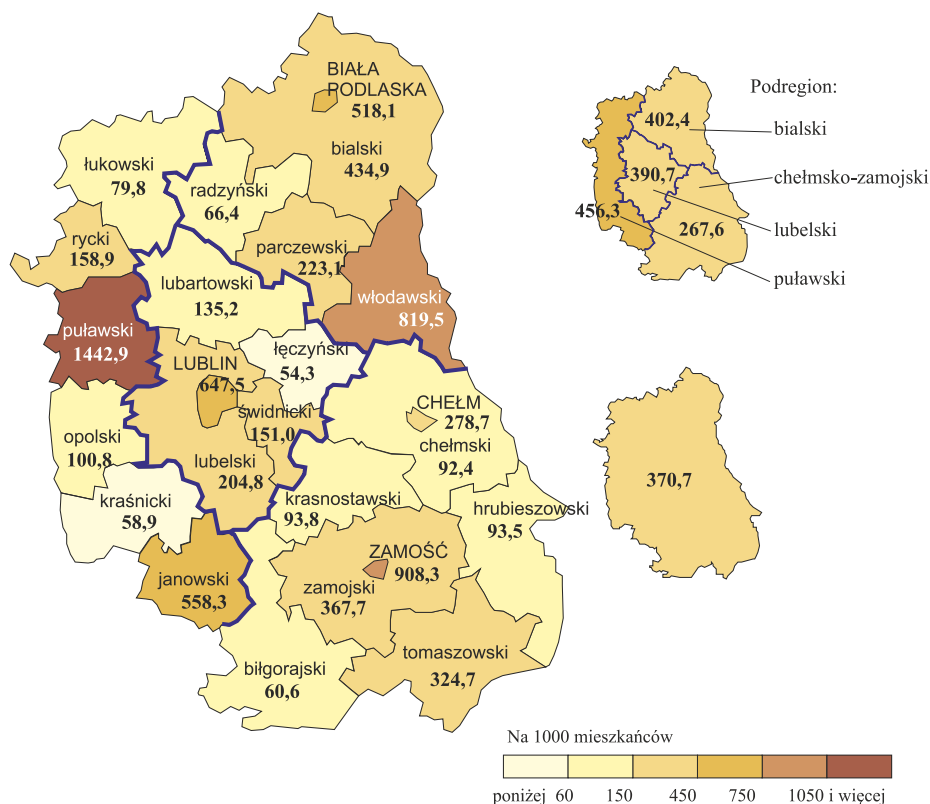 BIAŁA
PODLASKA
518,1
bialski
434,9
łukowski
79,8
radzyński
66,4
rycki
158,9
parczewski
223,1
lubartowski
135,2
włodawski
819,5
puławski
1442,9
łęczyński
54,3
LUBLIN
647,5
świdnicki
151,0
CHEŁM
278,7
chełmski
92,4
opolski
100,8
lubelski
204,8
kraśnicki
58,9
krasnostawski
93,8
hrubieszowski
93,5
ZAMOŚĆ
908,3
zamojski
367,7
janowski
558,3
tomaszowski
324,7
biłgorajski
60,6
Podregion:
402,4
bialski
390,7
chełmsko-zamojski
456,3
267,6
lubelski
puławski
370,7
Na 1000 mieszkańców
poniżej 60 150 450 750 1050 i więcej